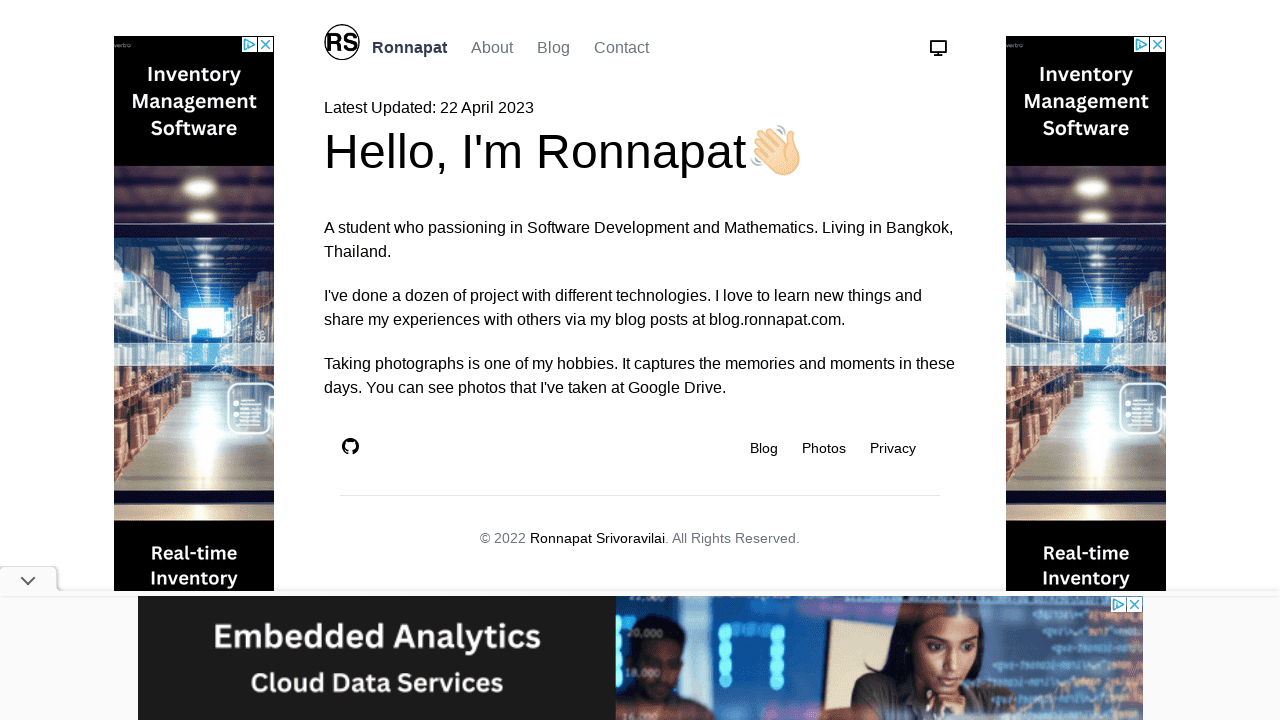 RS Ronnapat About Blog Contact
Latest Updated: 22 April 2023
Hello, I'm Ronnapat
A student who passioning in Software Development and Mathematics. Living in Bangkok,
Thailand.
I've done a dozen of project with different technologies. I love to learn new things and
share my experiences with others via my blog posts at blog.ronnapat.com.
Taking photographs is one of my hobbies. It captures the memories and moments in these
days. You can see photos that I've taken at Google Drive.
Blog Photos Privacy
© 2022 Ronnapat Srivoravilai. All Rights Reserved.
Inventory
Management
Software
Real-time
Inventory
Inventory
Management
Software
Real-time
Inventory
Embedded Analytics
Cloud Data Services